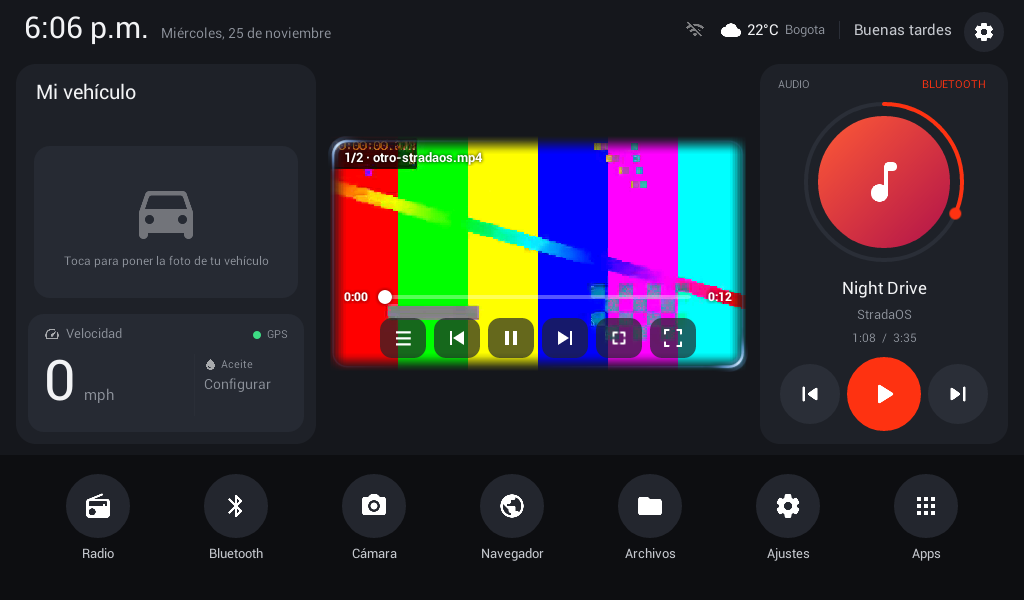 6:06 p.m.
Miércoles, 25 de noviembre
22°C Bogota
Buenas tardes
Mi vehículo
Toca para poner la foto de tu vehículo
Velocidad
GPS
0 mph
Aceite
Configurar
1/2 · otro-stradaos.mp4
0:00
0:12
AUDIO
BLUETOOTH
Night Drive
StradaOS
1:08 / 3:35
Radio
Bluetooth
Cámara
Navegador
Archivos
Ajustes
Apps